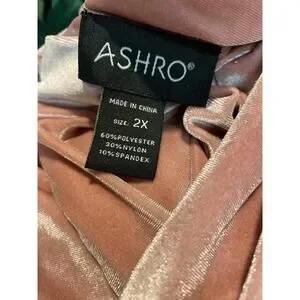 ASHRO®
MADE IN CHINA
SIZE: 2X
60%POLYESTER
30%NYLON
10%SPANDEX